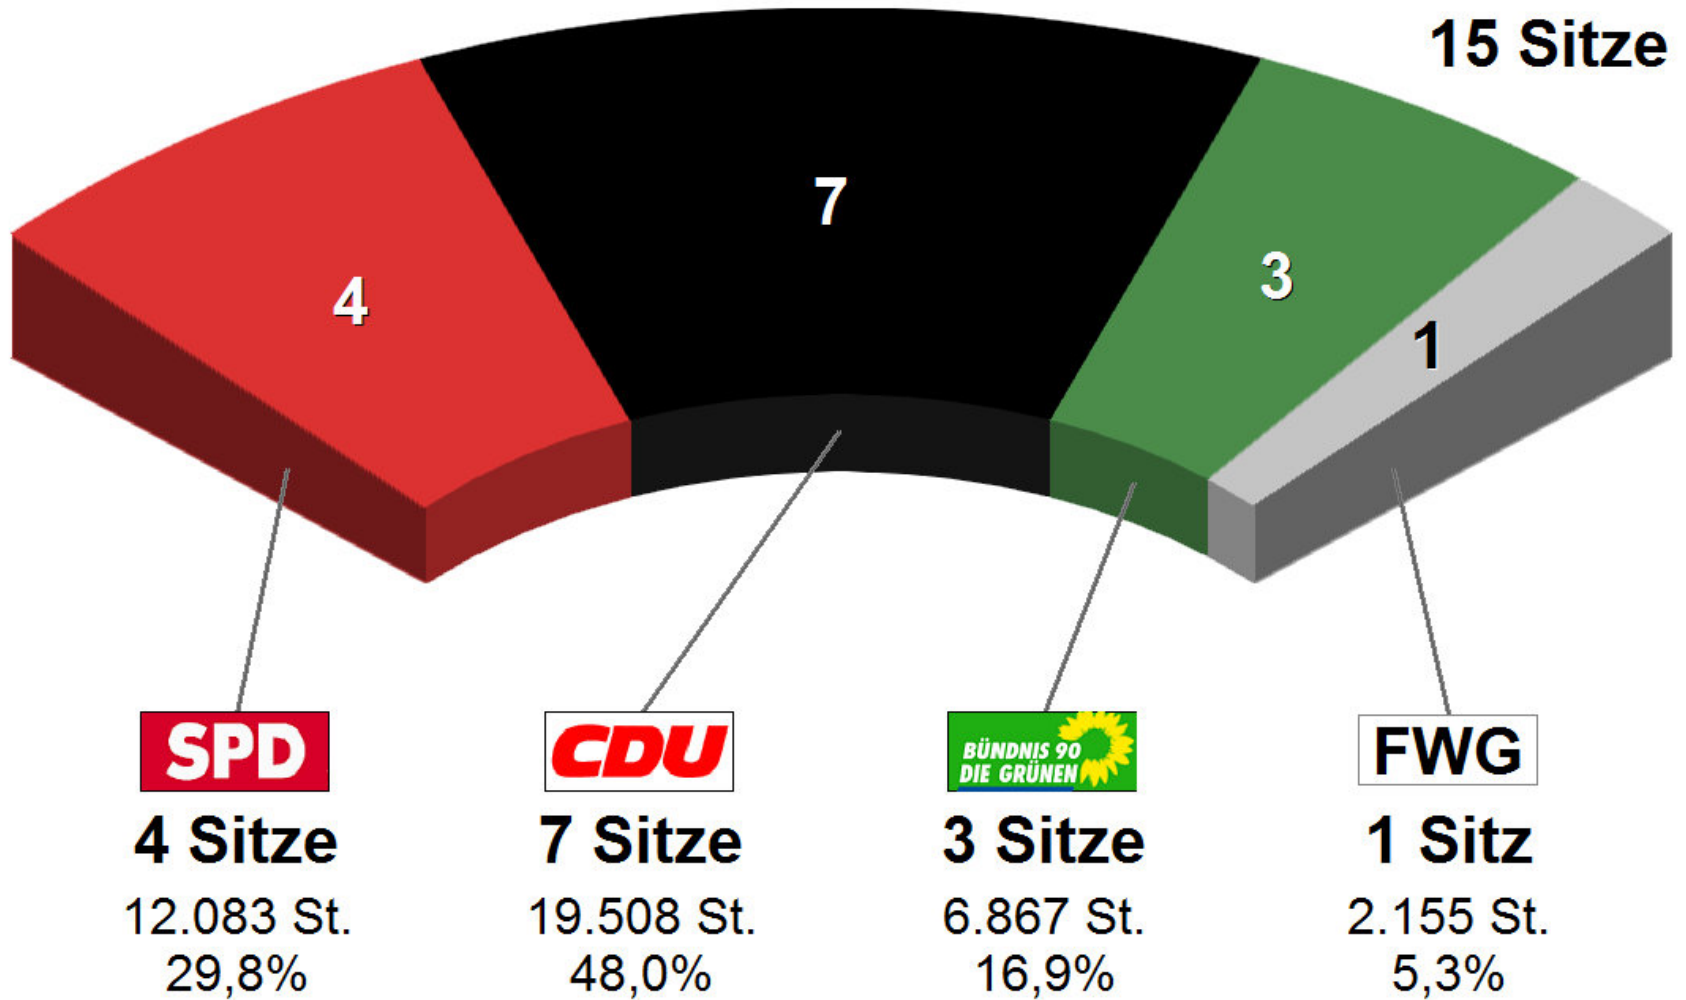 15 Sitze
4
7
3
1
SPD
CDU
BÜNDNIS 90
DIE GRÜNEN
FWG
4 Sitze
7 Sitze
3 Sitze
1 Sitz
12.083 St.
19.508 St.
6.867 St.
2.155 St.
29,8%
48,0%
16,9%
5,3%